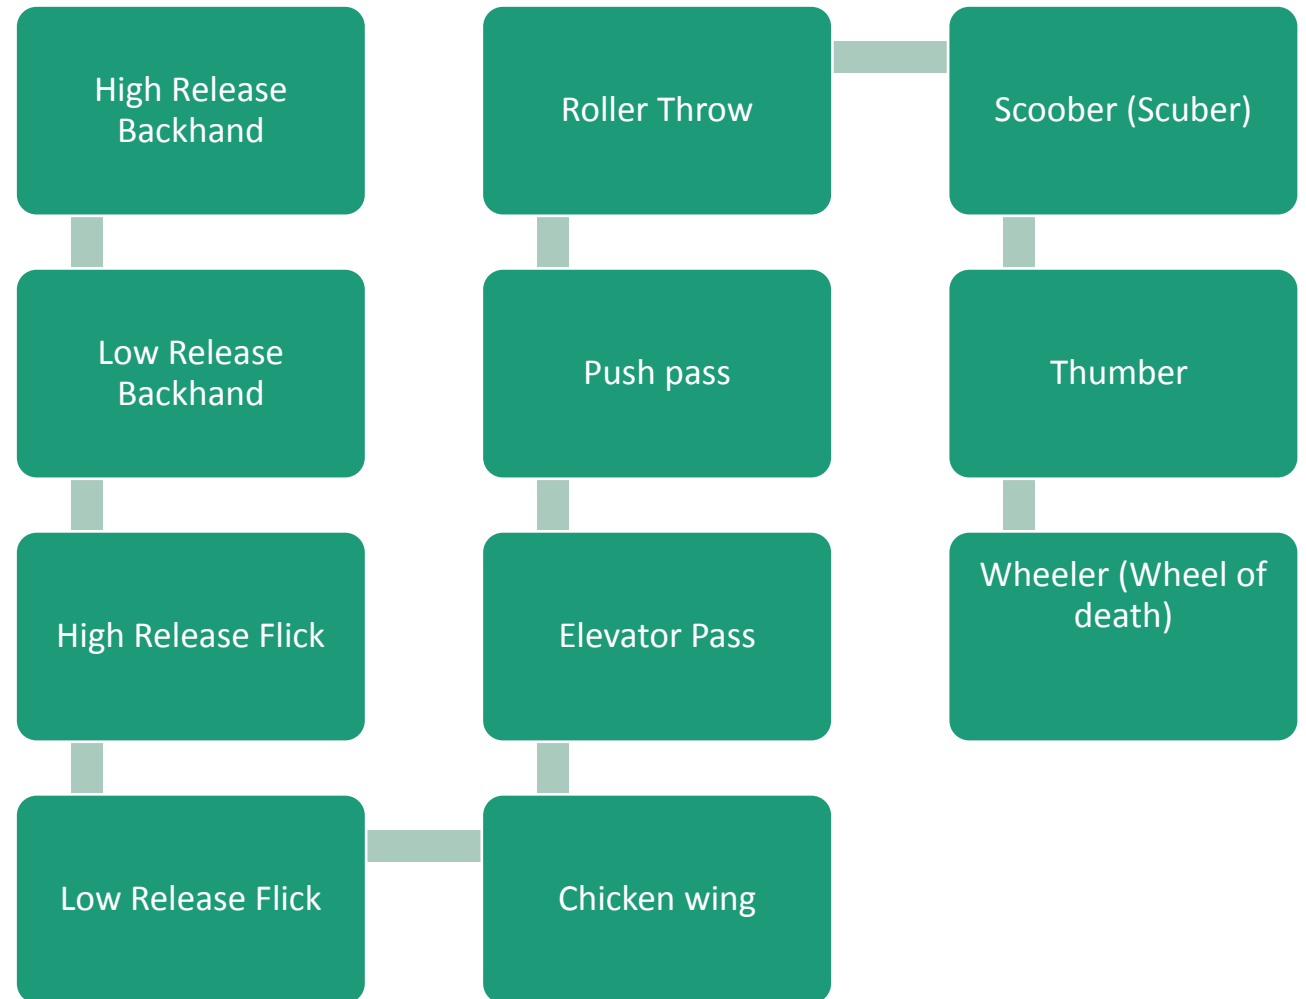 High Release
Backhand
Low Release
Backhand
High Release Flick
Low Release Flick
Chicken wing
Elevator Pass
Push pass
Roller Throw
Scoober (Scuber)
Thumber
Wheeler (Wheel of
death)